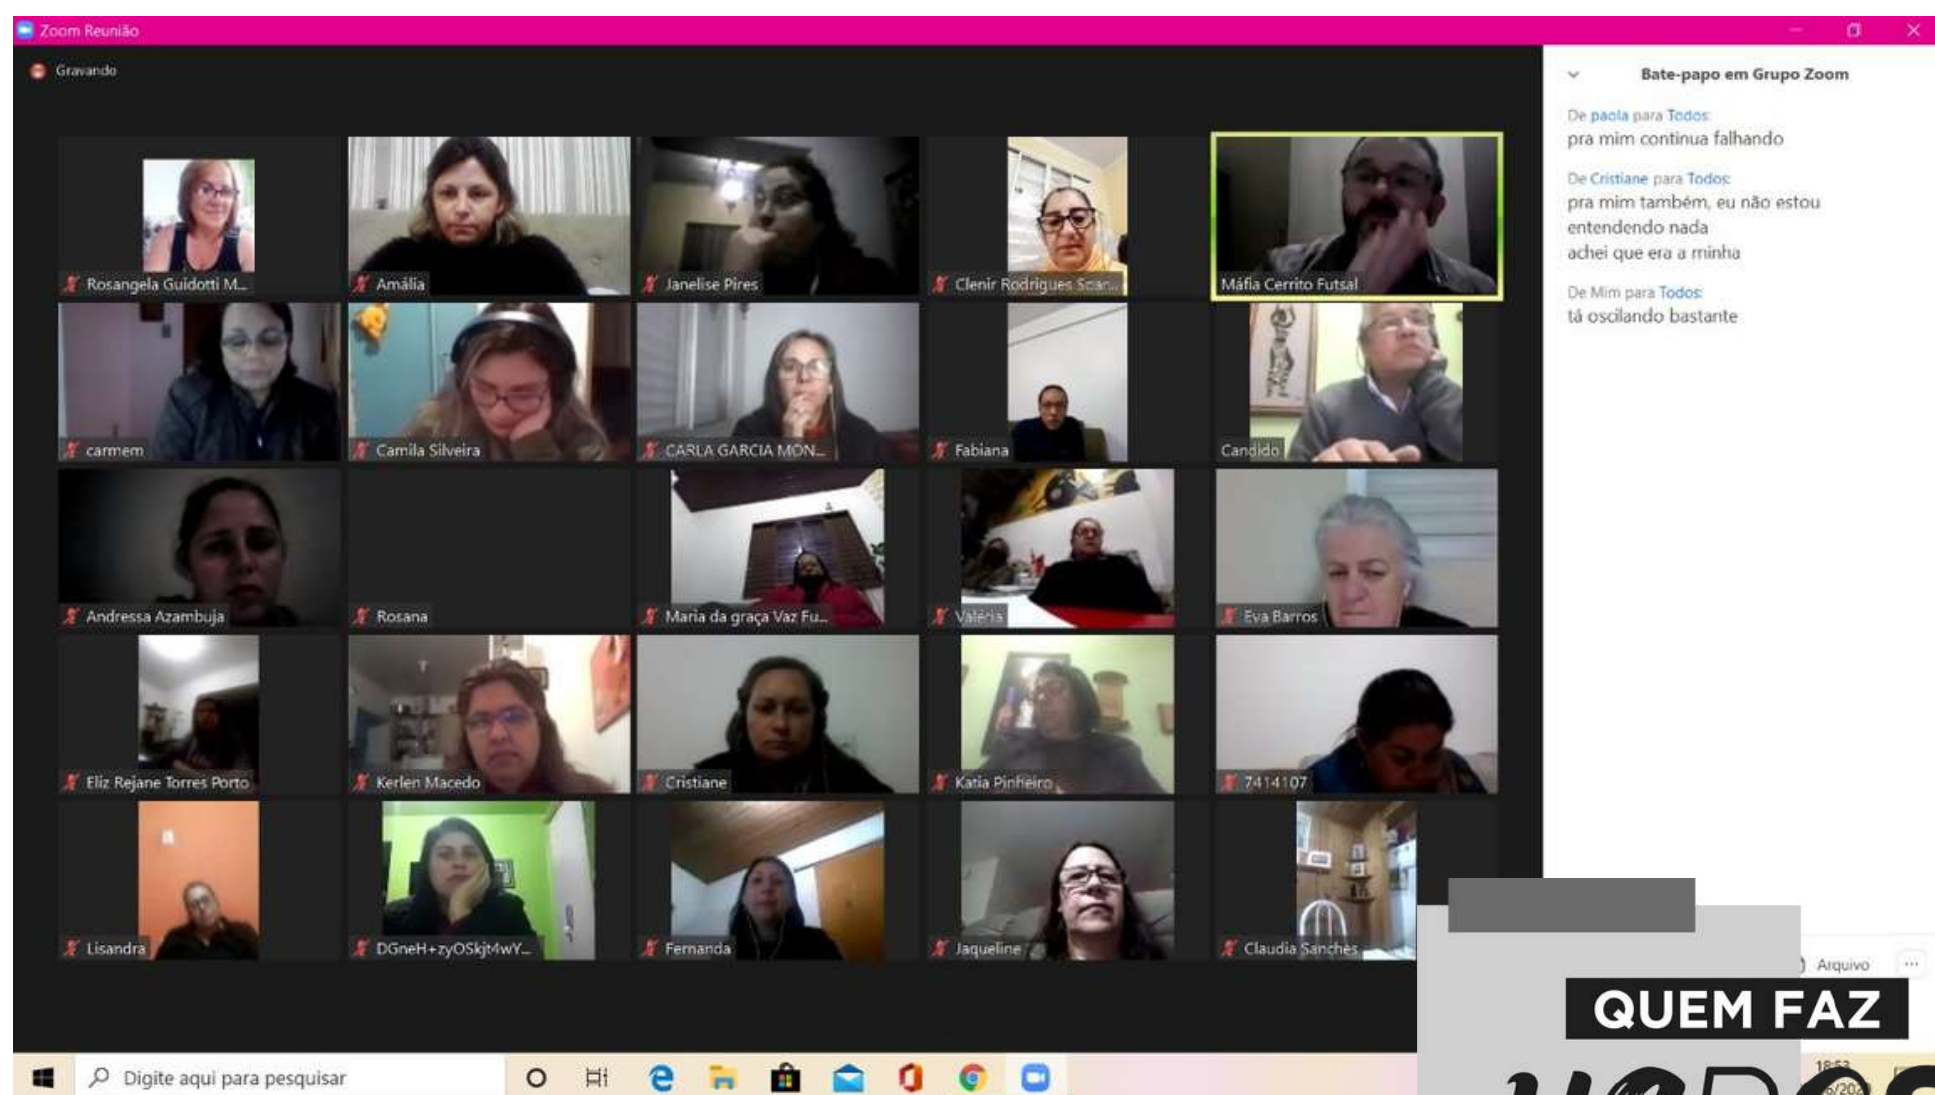 Zoom Reunião
Gravando
Rosangela Guidotti M...
Amália
Janelise Pires
Clenir Rodrigues
Máfia Cerrito Futsal
carmem
Camila Silveira
CARLA GARCIA MON...
Fabiana
Candido
Andressa Azambuja
Rosana
Maria da graça Vaz Fu...
Valéria
Eva Barros
Eliz Rejane Torres Porto
Kerlen Macedo
Cristiane
Katia Pinheiro
7414107
Lisandra
DGneH+zyOSkjt4wY...
Fernanda
Jaqueline
Claudia Sanches
Bate-papo em Grupo Zoom
De paola para Todos:
pra mim continua falhando
De Cristiane para Todos:
pra mim também, eu não estou
entendendo nada
achei que era a minha
De Mim para Todos:
tá oscilando bastante
Arquivo
...
QUEM FAZ
Digite aqui para pesquisar
18:53